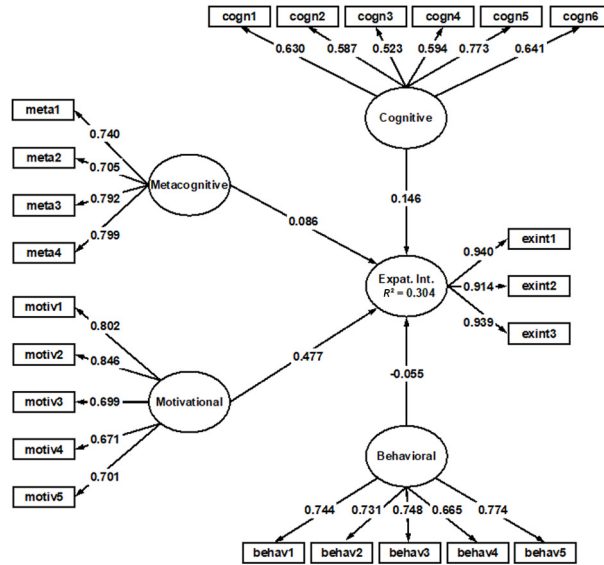 cogn1 cogn2 cogn3 cogn4 cogn5 cogn6
0.630 0.587 0.523 0.594 0.773 0.641
Cognitive
meta1
meta2
meta3
meta4
0.740
0.705
0.792
0.799
Metacognitive
0.086
0.146
Expat. Int.
R² = 0.304
0.940
0.914
0.939
exint1
exint2
exint3
motiv1
motiv2
motiv3
motiv4
motiv5
0.802
0.846
0.699
0.671
0.701
Motivational
0.477
-0.055
Behavioral
0.744 0.731 0.748 0.665 0.774
behav1 behav2 behav3 behav4 behav5